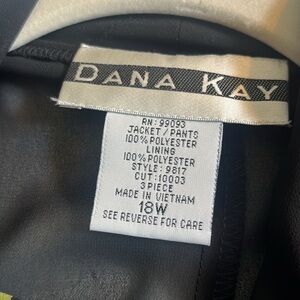 DANA KAY
RN: 99093
JACKET / PANTS
100% POLYESTER
LINING
100% POLYESTER
STYLE: 9817
CUT: 10003
3 PIECE
MADE IN VIETNAM
18W
SEE REVERSE FOR CARE